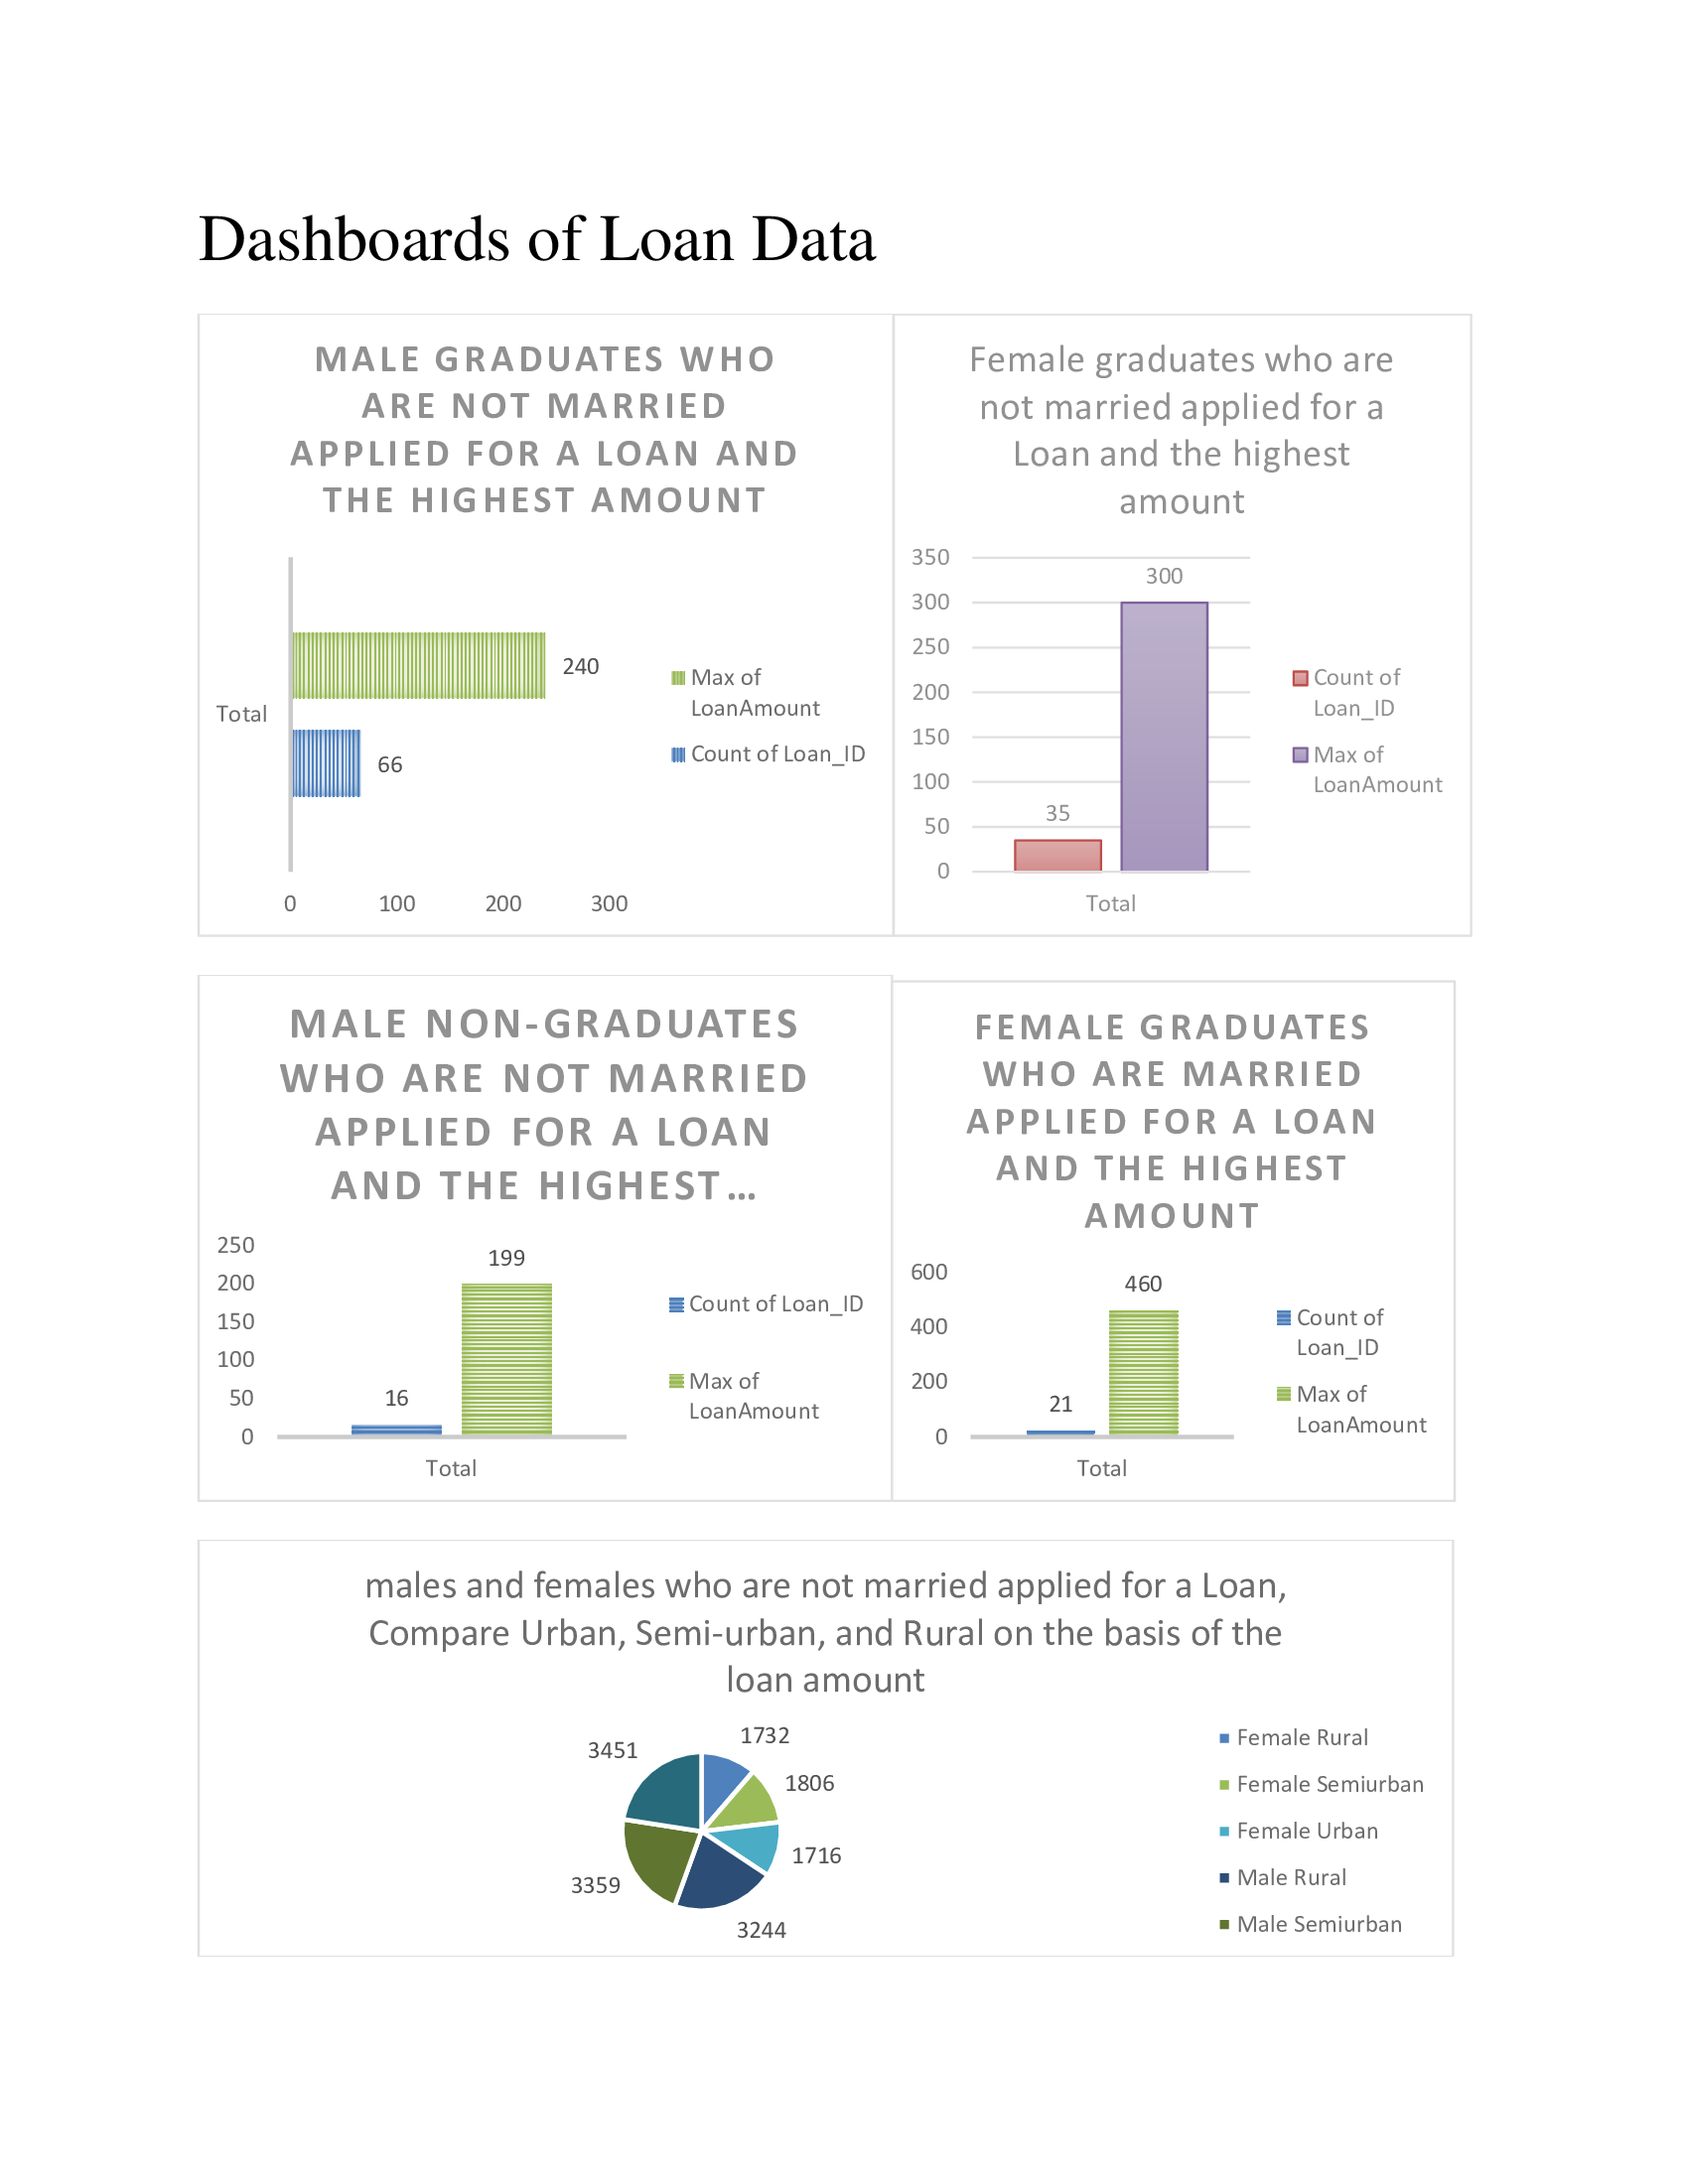 Dashboards of Loan Data
MALE GRADUATES WHO
ARE NOT MARRIED
APPLIED FOR A LOAN AND
THE HIGHEST AMOUNT
240
66
Total
0 100 200 300
Max of
LoanAmount
Count of Loan_ID
Female graduates who are
not married applied for a
Loan and the highest
amount
350
300
250
200
150
100
50
0
300
35
Total
Count of
Loan_ID
Max of
LoanAmount
MALE NON-GRADUATES
WHO ARE NOT MARRIED
APPLIED FOR A LOAN
AND THE HIGHEST…
250
200
150
100
50
0
199
16
Total
Count of Loan_ID
Max of
LoanAmount
FEMALE GRADUATES
WHO ARE MARRIED
APPLIED FOR A LOAN
AND THE HIGHEST
AMOUNT
600
400
200
0
460
21
Total
Count of
Loan_ID
Max of
LoanAmount
males and females who are not married applied for a Loan,
Compare Urban, Semi-urban, and Rural on the basis of the
loan amount
1732
1806
1716
3244
3359
3451
Female Rural
Female Semiurban
Female Urban
Male Rural
Male Semiurban